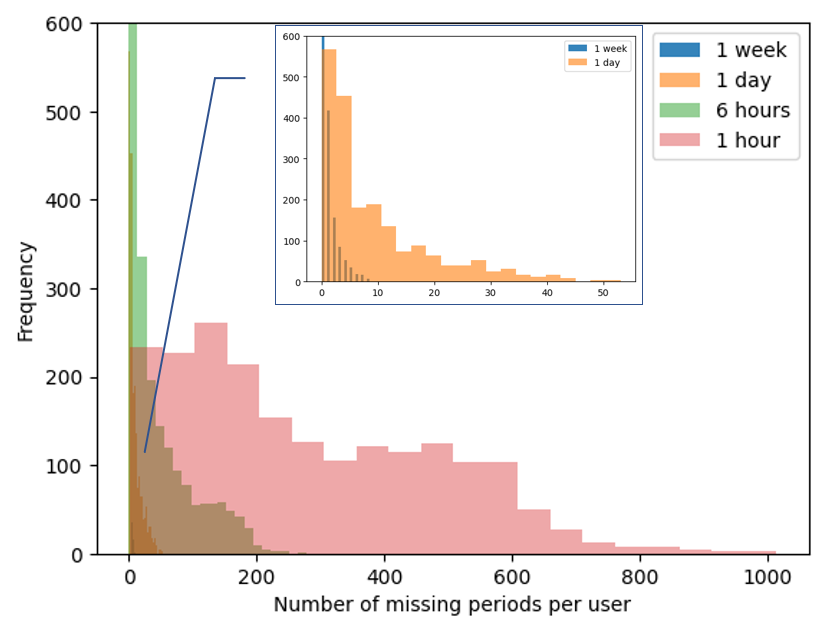 600
500
400
300
200
100
0
Frequency
600
500
400
300
200
100
0
0 10 20 30 40 50
1 week
1 day
1 week
1 day
6 hours
1 hour
0 200 400 600 800 1000
Number of missing periods per user